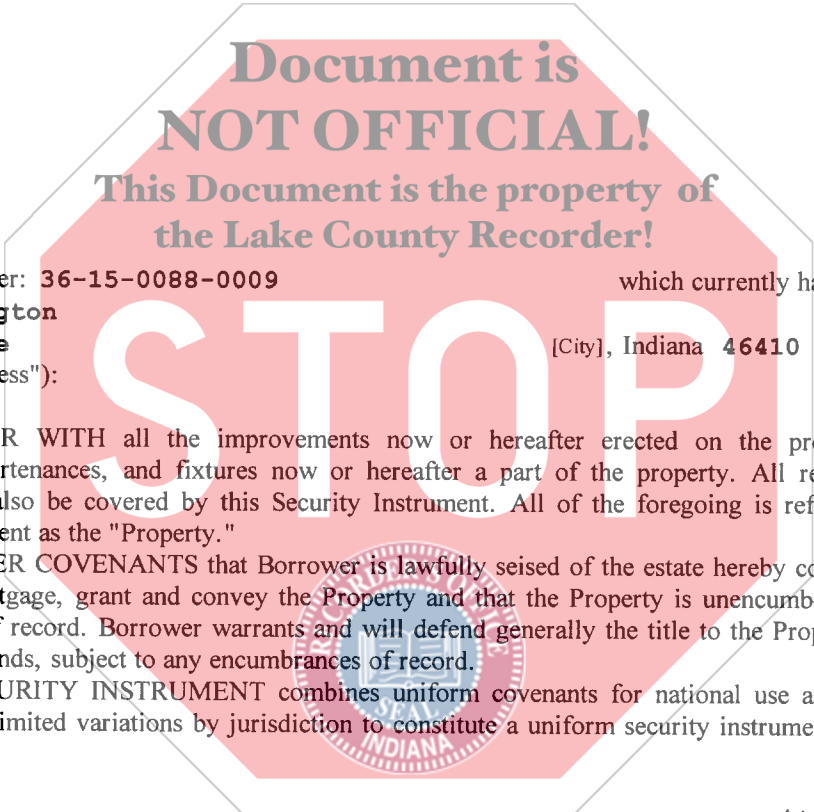 Document is
NOT OFFICIAL!
This Document is the property of
the Lake County Recorder!
er: 36-15-0088-0009 which currently ha
gton
e [City], Indiana 46410
ess"):
STOP
R WITH all the improvements now or hereafter erected on the pro
rtenances, and fixtures now or hereafter a part of the property. All re
also be covered by this Security Instrument. All of the foregoing is ref
ent as the "Property."
ER COVENANTS that Borrower is lawfully seised of the estate hereby co
tgage, grant and convey the Property and that the Property is unencumb
f record. Borrower warrants and will defend generally the title to the Prop
nds, subject to any encumbrances of record.
URITY INSTRUMENT combines uniform covenants for national use a
imited variations by jurisdiction to constitute a uniform security instrume
RECORDER'S OFFICE
SEAL
INDIANA